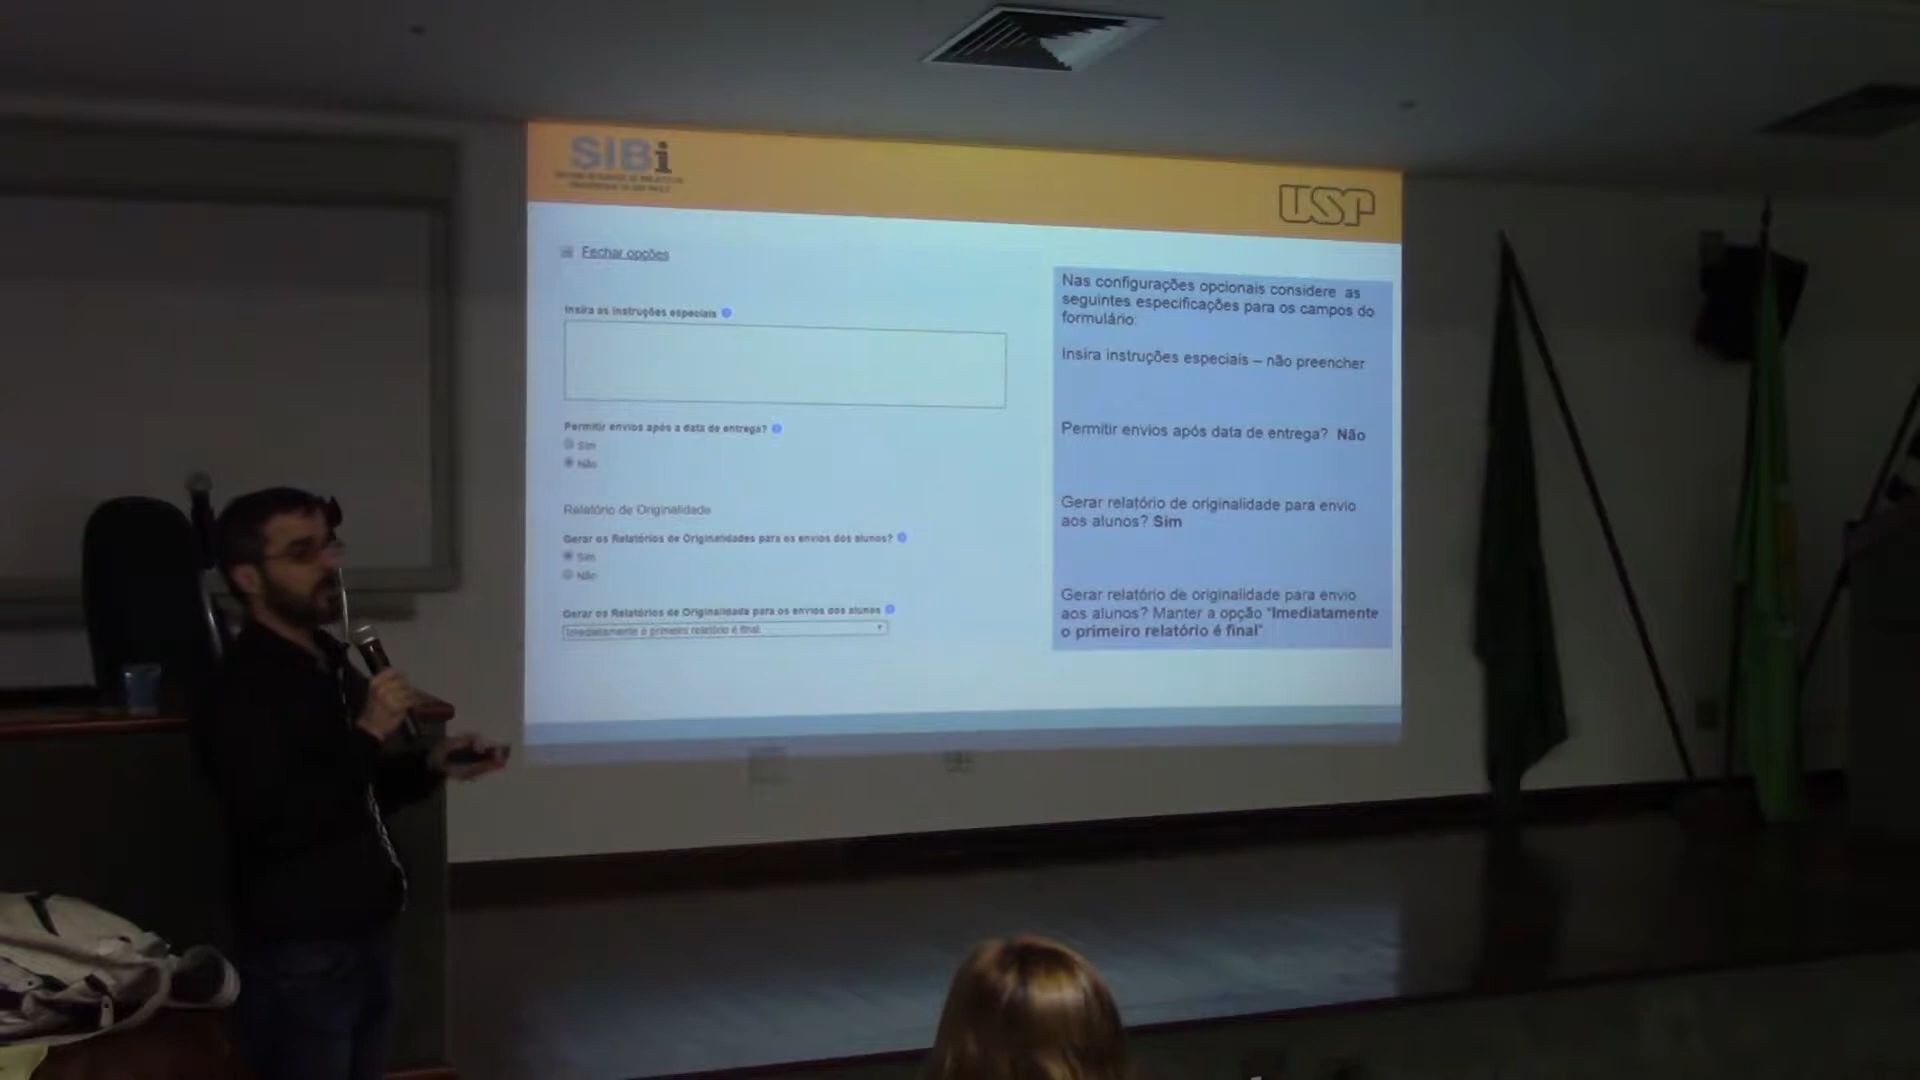 SIBi
USP
Fechar opções
Insira as instruções especiais
Permitir envios após a data de entrega?
Sim
Não
Relatório de Originalidade
Gerar os Relatórios de Originalidades para os envios dos alunos?
Sim
Não
Gerar os Relatórios de Originalidade para os envios dos alunos
Imediatamente o primeiro relatório é final.
Nas configurações opcionais considere as
seguintes especificações para os campos do
formulário:
Insira instruções especiais – não preencher
Permitir envios após data de entrega? Não
Gerar relatório de originalidade para envio
aos alunos? Sim
Gerar relatório de originalidade para envio
aos alunos? Manter a opção “Imediatamente
o primeiro relatório é final”